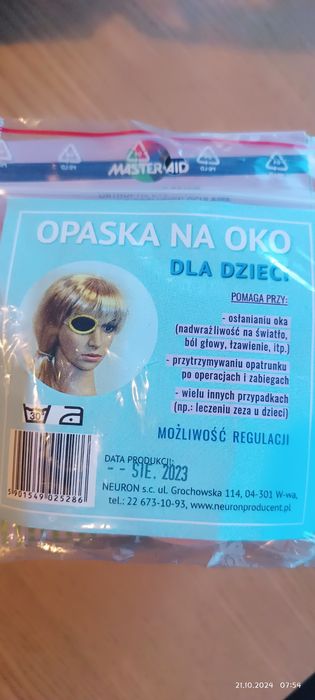 MASTER-AID
OPASKA NA OKO
DLA DZIECI
POMAGA PRZY:
- osłanianiu oka
(nadwrażliwość na światło,
ból głowy, łzawienie, itp.)
- przytrzymywaniu opatrunku
po operacjach i zabiegach
- wielu innych przypadkach
(np.: leczeniu zeza u dzieci)
MOŻLIWOŚĆ REGULACJI
30
a
DATA PRODUKCJI:
-- SIE. 2023
5 901549 025286
NEURON s.c. ul. Grochowska 114, 04-301 W-wa,
tel.: 22 673-10-93, www.neuronproducent.pl
21.10.2024 07:54